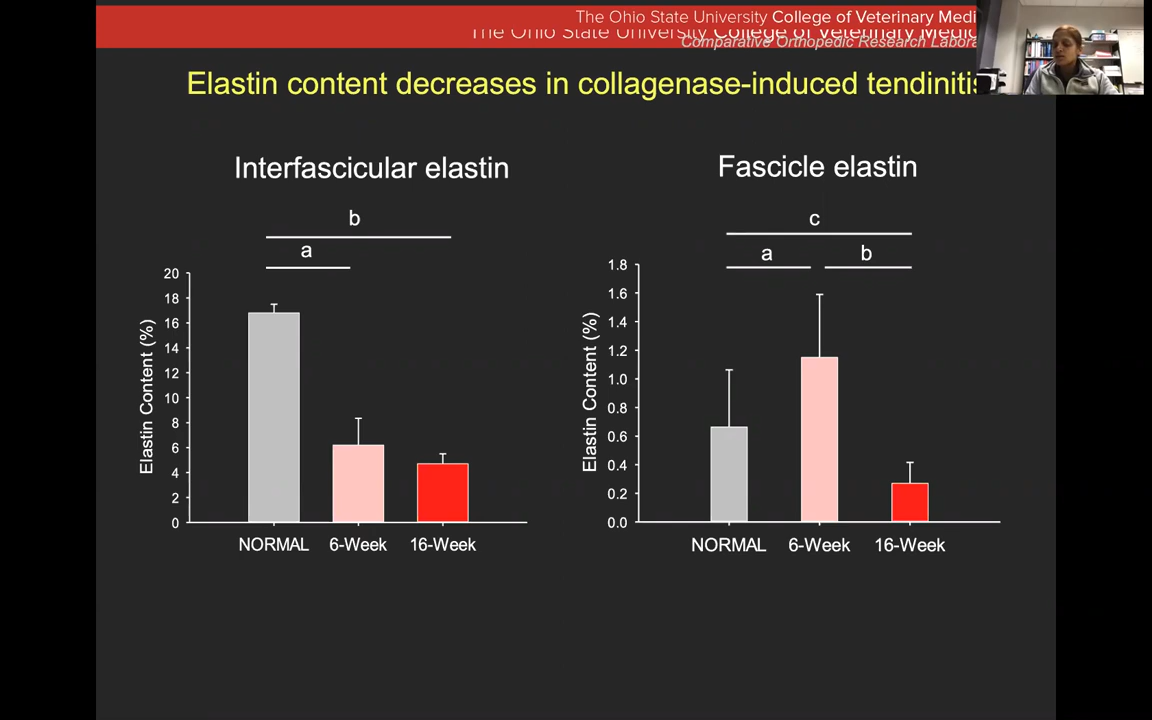 The Ohio State University College of Veterinary Medi
The Ohio State University College of Veterinary Medic
Comparative Orthopedic Research Labora
Elastin content decreases in collagenase-induced tendinitis
Interfascicular elastin
Fascicle elastin
b
a
20
18
16
14
12
10
8
6
4
2
0
Elastin Content (%)
NORMAL 6-Week 16-Week
c
a b
1.8
1.6
1.4
1.2
1.0
0.8
0.6
0.4
0.2
0.0
Elastin Content (%)
NORMAL 6-Week 16-Week